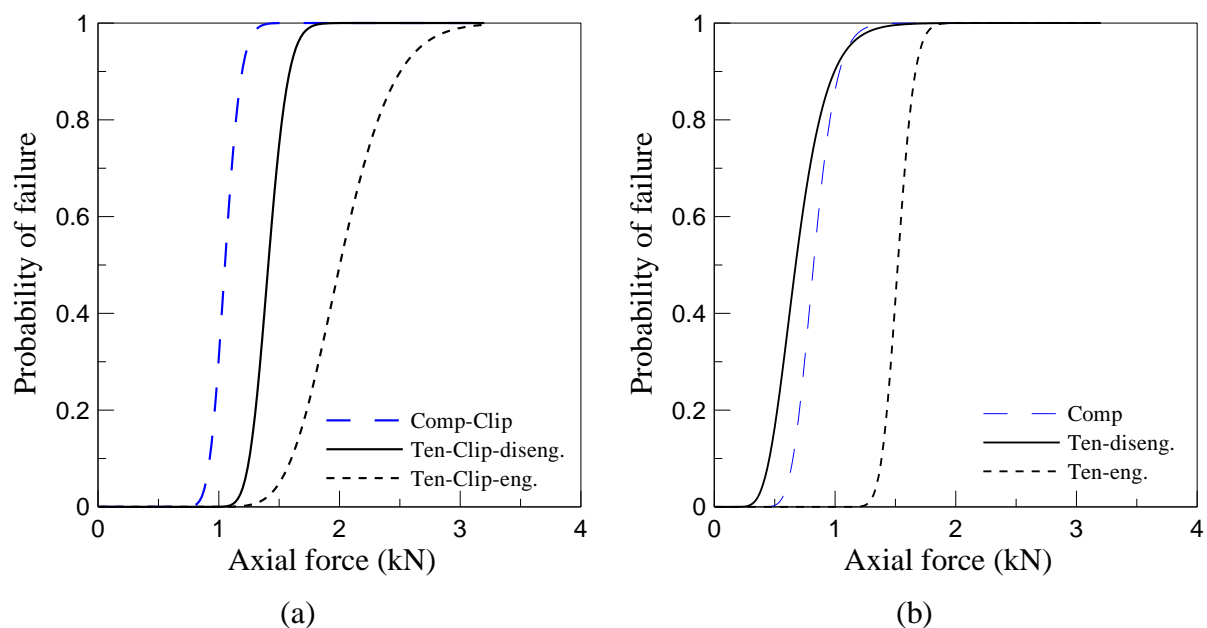 1
0.8
0.6
0.4
0.2
0
Probability of failure
Comp-Clip
Ten-Clip-diseng.
Ten-Clip-eng.
0 1 2 3 4
Axial force (kN)
(a)
1
0.8
0.6
0.4
0.2
0
Probability of failure
Comp
Ten-diseng.
Ten-eng.
0 1 2 3 4
Axial force (kN)
(b)